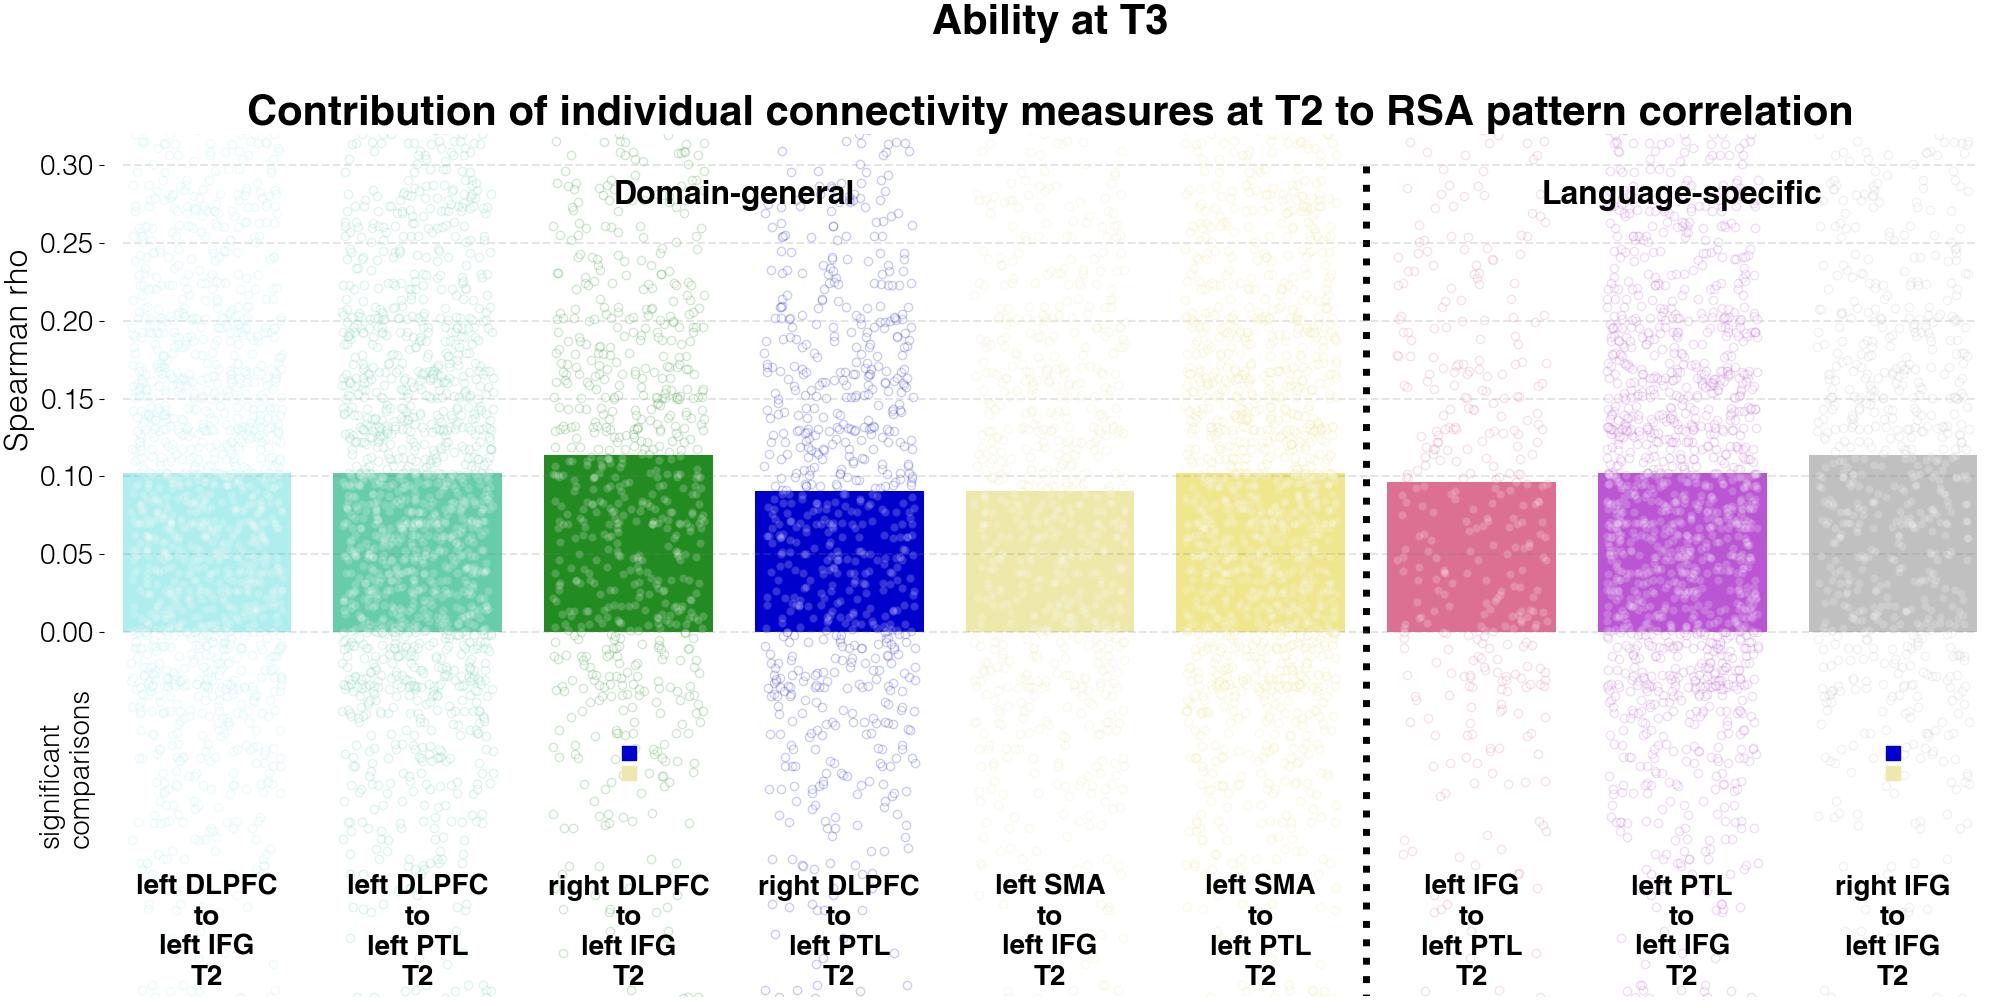 Ability at T3
Contribution of individual connectivity measures at T2 to RSA pattern correlation
0.30
Domain-general
Language-specific
0.25
0.20
0.15
0.10
0.05
0.00
Spearman rho
significant
comparisons
left DLPFC
to
left IFG
T2
left DLPFC
to
left PTL
T2
right DLPFC
to
left IFG
T2
right DLPFC
to
left PTL
T2
left SMA
to
left IFG
T2
left SMA
to
left PTL
T2
left IFG
to
left PTL
T2
left PTL
to
left IFG
T2
right IFG
to
left IFG
T2